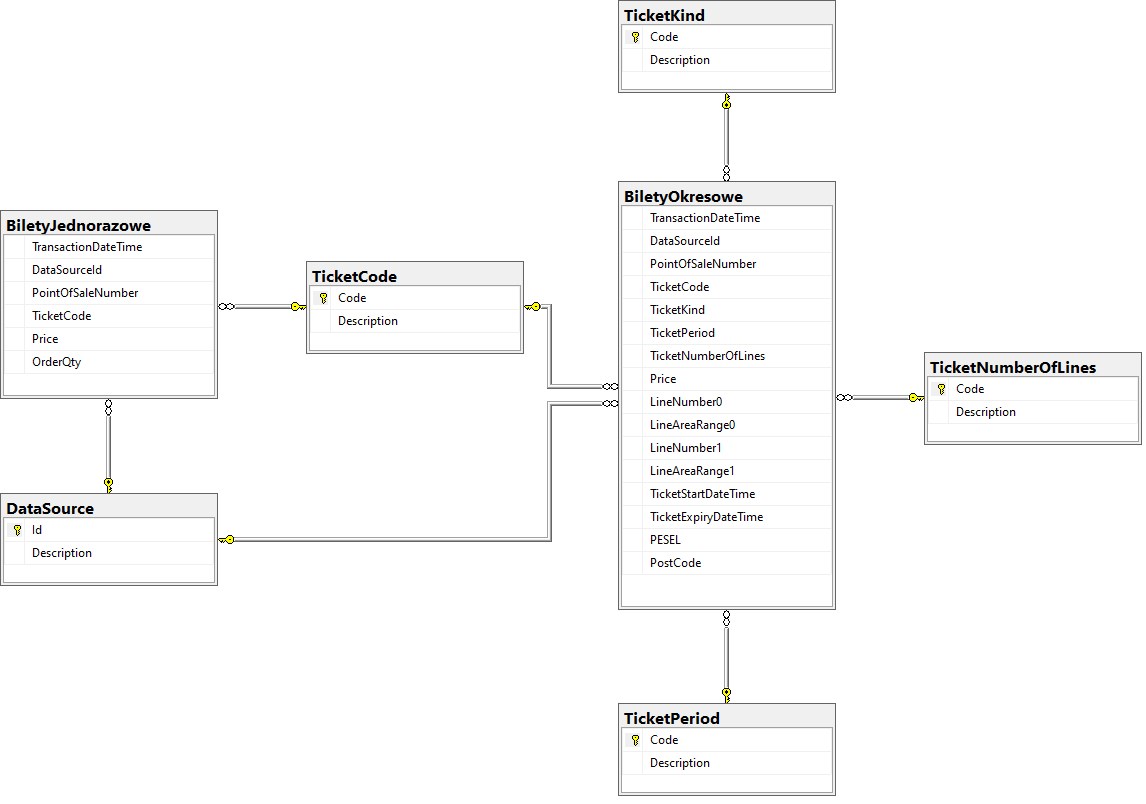 TicketKind
Code
Description
BiletyJednorazowe
TransactionDateTime
DataSourceId
PointOfSaleNumber
TicketCode
Price
OrderQty
TicketCode
Code
Description
BiletyOkresowe
TransactionDateTime
DataSourceId
PointOfSaleNumber
TicketCode
TicketKind
TicketPeriod
TicketNumberOfLines
Price
LineNumber0
LineAreaRange0
LineNumber1
LineAreaRange1
TicketStartDateTime
TicketExpiryDateTime
PESEL
PostCode
TicketNumberOfLines
Code
Description
DataSource
Id
Description
TicketPeriod
Code
Description